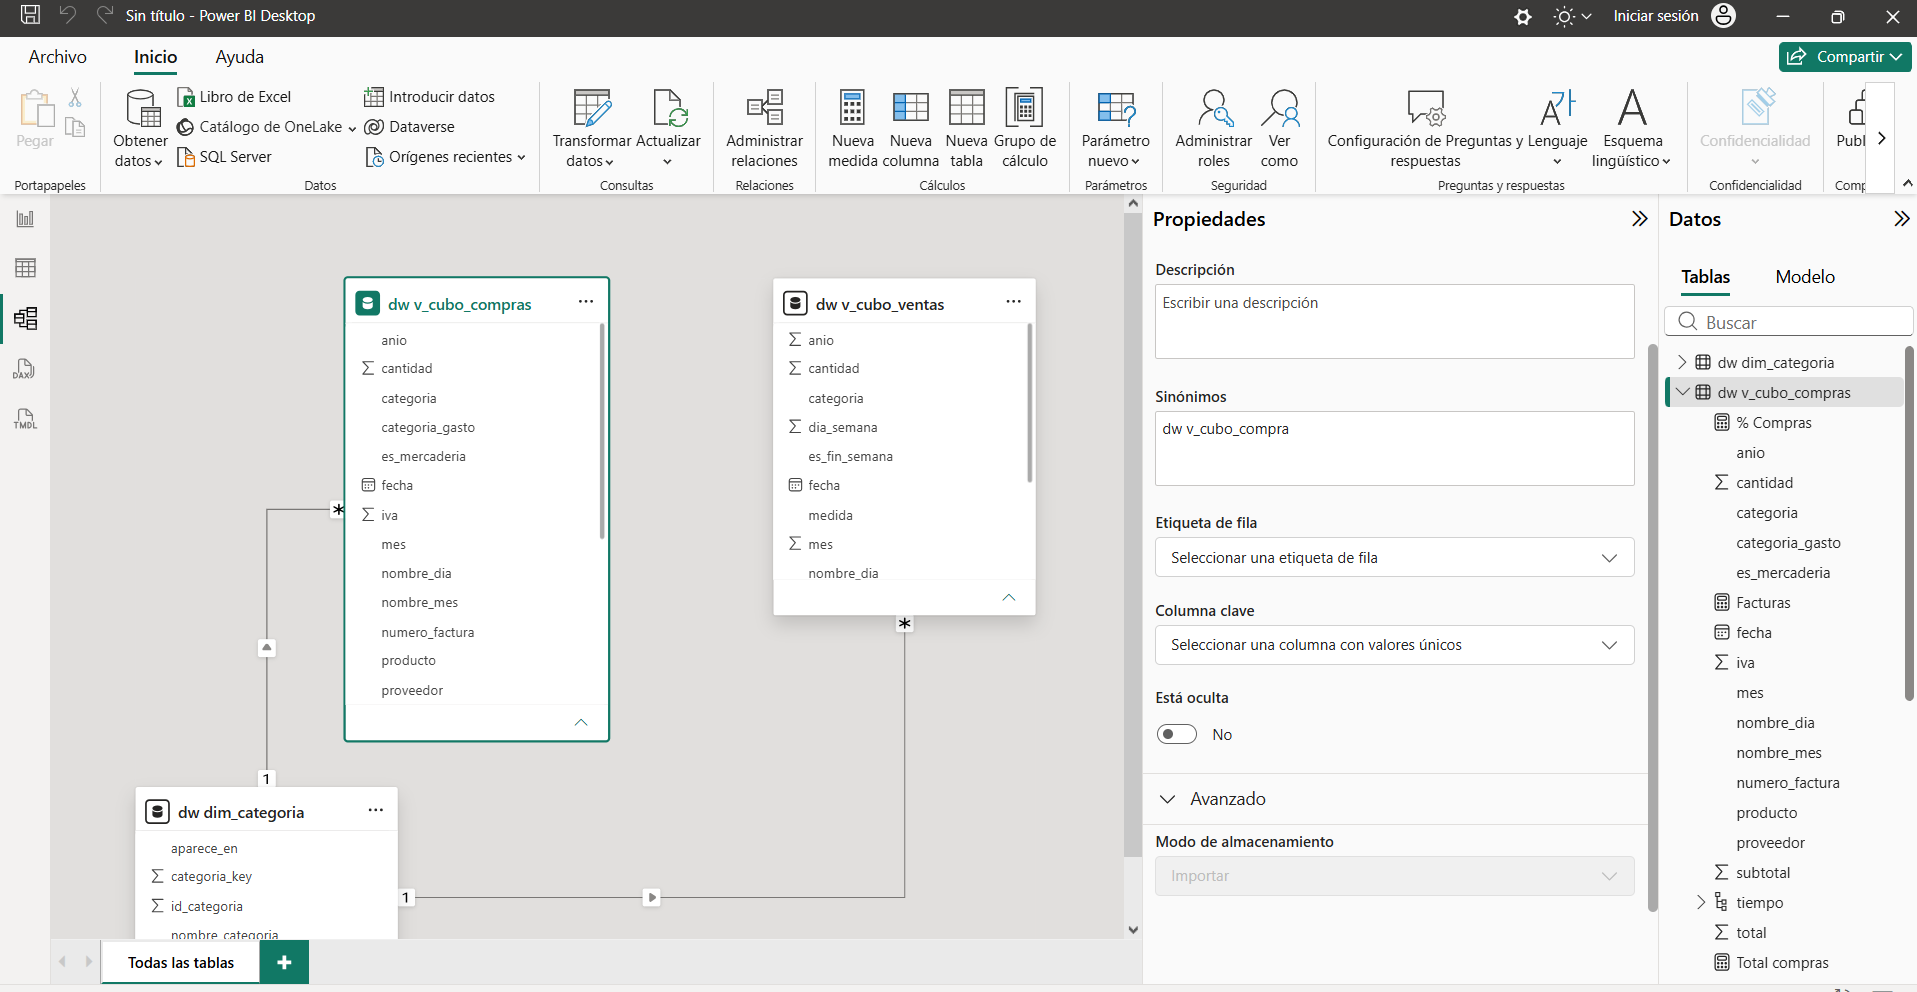 Sin título - Power BI Desktop
Iniciar sesión
Archivo
Inicio
Ayuda
Compartir
Pegar
Portapapeles
Obtener datos
Libro de Excel
Catálogo de OneLake
SQL Server
Introducir datos
Dataverse
Orígenes recientes
Datos
Transformar datos
Actualizar
Consultas
Administrar relaciones
Relaciones
Nueva medida
Nueva columna
Nueva tabla
Grupo de cálculo
Cálculos
Parámetro nuevo
Parámetros
Administrar roles
Ver como
Seguridad
Configuración de Preguntas y respuestas
Lenguaje
Esquema lingüístico
Preguntas y respuestas
Confidencialidad
Confidencialidad
Publ
Comp
DAX
TMDL
dw v_cubo_compras
anio
cantidad
categoria
categoria_gasto
es_mercaderia
fecha
iva
mes
nombre_dia
nombre_mes
numero_factura
producto
proveedor
dw v_cubo_ventas
anio
cantidad
categoria
dia_semana
es_fin_semana
fecha
medida
mes
nombre_dia
*
*
1
1
dw dim_categoria
aparece_en
categoria_key
id_categoria
nombre_categoria
Todas las tablas
Propiedades
Descripción
Escribir una descripción
Sinónimos
dw v_cubo_compra
Etiqueta de fila
Seleccionar una etiqueta de fila
Columna clave
Seleccionar una columna con valores únicos
Está oculta
No
Avanzado
Modo de almacenamiento
Importar
Datos
Tablas
Modelo
Buscar
dw dim_categoria
dw v_cubo_compras
% Compras
anio
cantidad
categoria
categoria_gasto
es_mercaderia
Facturas
fecha
iva
mes
nombre_dia
nombre_mes
numero_factura
producto
proveedor
subtotal
tiempo
total
Total compras